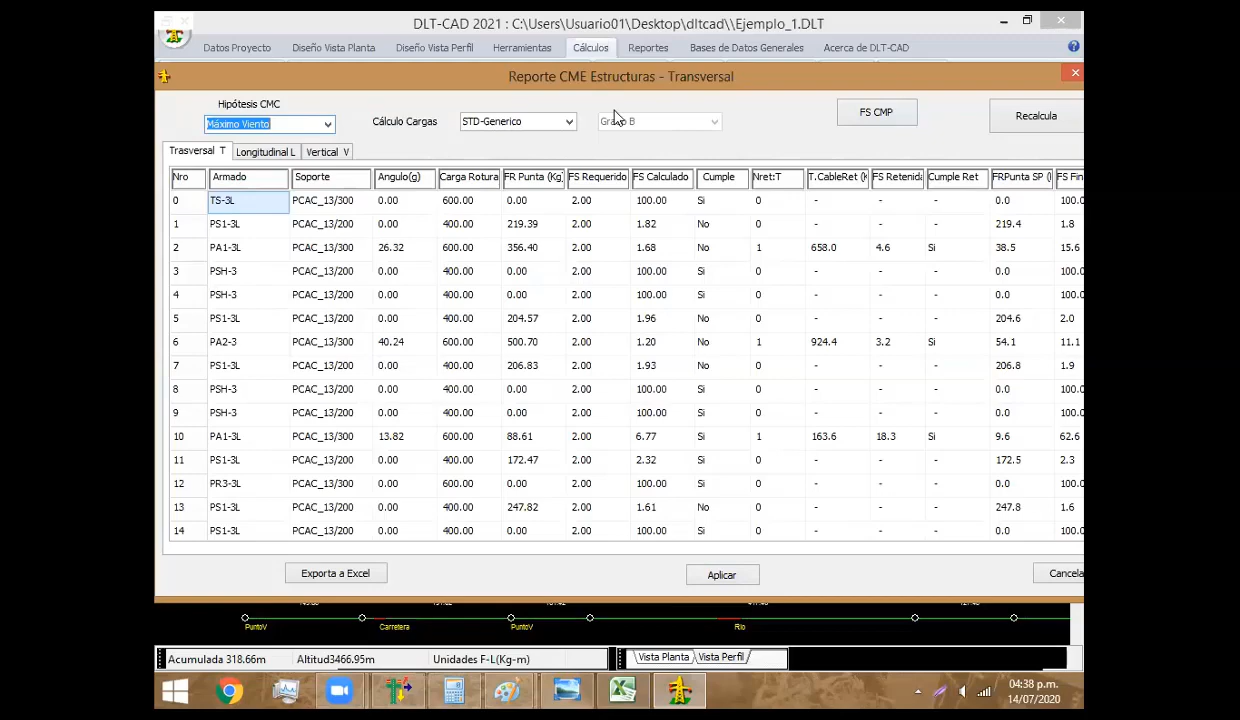 DLT-CAD 2021 : C:\Users\Usuario01\Desktop\dltcad\\Ejemplo_1.DLT
Datos Proyecto Diseño Vista Planta Diseño Vista Perfil Herramientas Cálculos Reportes Bases de Datos Generales Acerca de DLT-CAD
Reporte CME Estructuras - Transversal
Hipótesis CMC
Máximo Viento Cálculo Cargas STD-Generico FS CMP Recalcula
Trasversal T Longitudinal L Vertical V
Nro Armado Soporte Angulo(g) Carga Rotura FR Punta (Kg) FS Requerido FS Calculado Cumple Nret:T T.CableRet (K FS Retenida Cumple Ret FRPunta SP ( FS Fin
0 TS-3L PCAC_13/300 0.00 600.00 0.00 2.00 100.00 Si 0 - - - 0.0 100.0
1 PS1-3L PCAC_13/200 0.00 400.00 219.39 2.00 1.82 No 0 - - - 219.4 1.8
2 PA1-3L PCAC_13/300 26.32 600.00 356.40 2.00 1.68 No 1 658.0 4.6 Si 38.5 15.6
3 PSH-3 PCAC_13/200 0.00 400.00 0.00 2.00 100.00 Si 0 - - - 0.0 100.0
4 PSH-3 PCAC_13/200 0.00 400.00 0.00 2.00 100.00 Si 0 - - - 0.0 100.0
5 PS1-3L PCAC_13/200 0.00 400.00 204.57 2.00 1.96 No 0 - - - 204.6 2.0
6 PA2-3 PCAC_13/300 40.24 600.00 500.70 2.00 1.20 No 1 924.4 3.2 Si 54.1 11.1
7 PS1-3L PCAC_13/200 0.00 400.00 206.83 2.00 1.93 No 0 - - - 206.8 1.9
8 PSH-3 PCAC_13/200 0.00 400.00 0.00 2.00 100.00 Si 0 - - - 0.0 100.0
9 PSH-3 PCAC_13/200 0.00 400.00 0.00 2.00 100.00 Si 0 - - - 0.0 100.0
10 PA1-3L PCAC_13/300 13.82 600.00 88.61 2.00 6.77 Si 1 163.6 18.3 Si 9.6 62.6
11 PS1-3L PCAC_13/200 0.00 400.00 172.47 2.00 2.32 Si 0 - - - 172.5 2.3
12 PR3-3L PCAC_13/300 0.00 600.00 0.00 2.00 100.00 Si 0 - - - 0.0 100.0
13 PS1-3L PCAC_13/200 0.00 400.00 247.82 2.00 1.61 No 0 - - - 247.8 1.6
14 PS1-3L PCAC_13/200 0.00 400.00 0.00 2.00 100.00 Si 0 - - - 0.0 100.0
Exporta a Excel Aplicar Cancela
PuntoV Carretera PuntoV Rio
Acumulada 318.66m Altitud3466.95m Unidades F-L(Kg-m) Vista Planta Vista Perfil
04:38 p.m.
14/07/2020